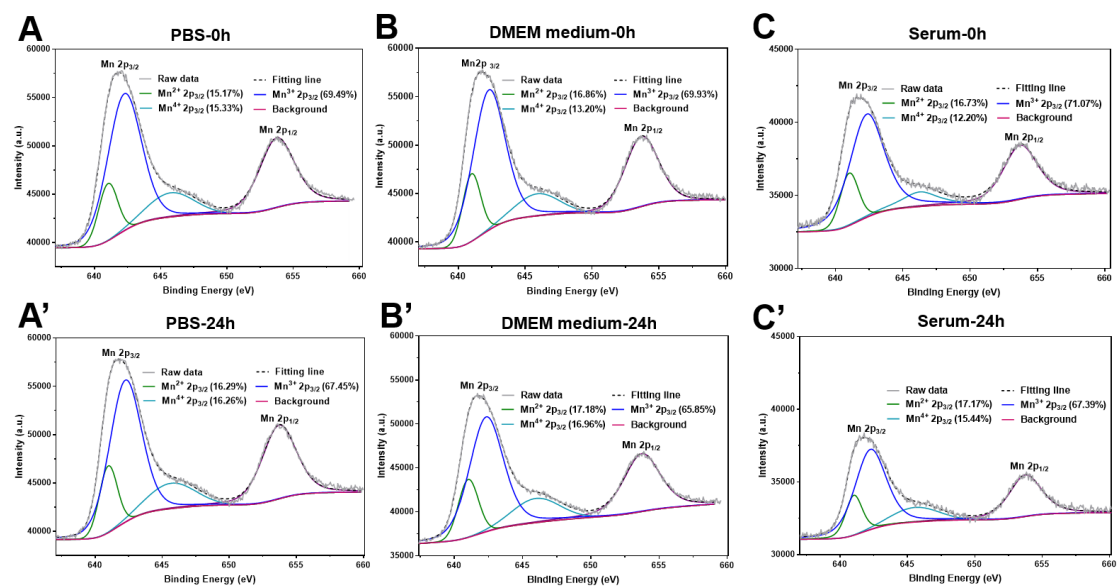 A
PBS-0h
60000
55000
50000
45000
40000
Intensity (a.u.)
Mn 2p3/2
Raw data
Fitting line
Mn2+ 2p3/2 (15.17%)
Mn3+ 2p3/2 (69.49%)
Mn4+ 2p3/2 (15.33%)
Background
Mn 2p1/2
640 645 650 655 660
Binding Energy (eV)
B
DMEM medium-0h
60000
55000
50000
45000
40000
Intensity (a.u.)
Mn2p 3/2
Raw data
Fitting line
Mn2+ 2p3/2 (16.86%)
Mn3+ 2p3/2 (69.93%)
Mn4+ 2p3/2 (13.20%)
Background
Mn 2p1/2
640 645 650 655 660
Binding Energy (eV)
C
Serum-0h
45000
40000
35000
30000
Intensity (a.u.)
Mn 2p3/2
Raw data
Fitting line
Mn2+ 2p3/2 (16.73%)
Mn3+ 2p3/2 (71.07%)
Mn4+ 2p3/2 (12.20%)
Background
Mn 2p1/2
640 645 650 655 660
Binding Energy (eV)
A’
PBS-24h
60000
55000
50000
45000
40000
Intensity (a.u.)
Mn 2p3/2
Raw data
Fitting line
Mn2+ 2p3/2 (16.29%)
Mn3+ 2p3/2 (67.45%)
Mn4+ 2p3/2 (16.26%)
Background
Mn 2p1/2
640 645 650 655 660
Binding Energy (eV)
B’
DMEM medium-24h
60000
55000
50000
45000
40000
35000
Intensity (a.u.)
Mn 2p3/2
Raw data
Fitting line
Mn2+ 2p3/2 (17.18%)
Mn3+ 2p3/2 (65.85%)
Mn4+ 2p3/2 (16.96%)
Background
Mn 2p1/2
640 645 650 655 660
Binding Energy (eV)
C’
Serum-24h
45000
40000
35000
30000
Intensity (a.u.)
Mn 2p3/2
Raw data
Fitting line
Mn2+ 2p3/2 (17.17%)
Mn3+ 2p3/2 (67.39%)
Mn4+ 2p3/2 (15.44%)
Background
Mn 2p1/2
640 645 650 655 660
Binding Energy (eV)